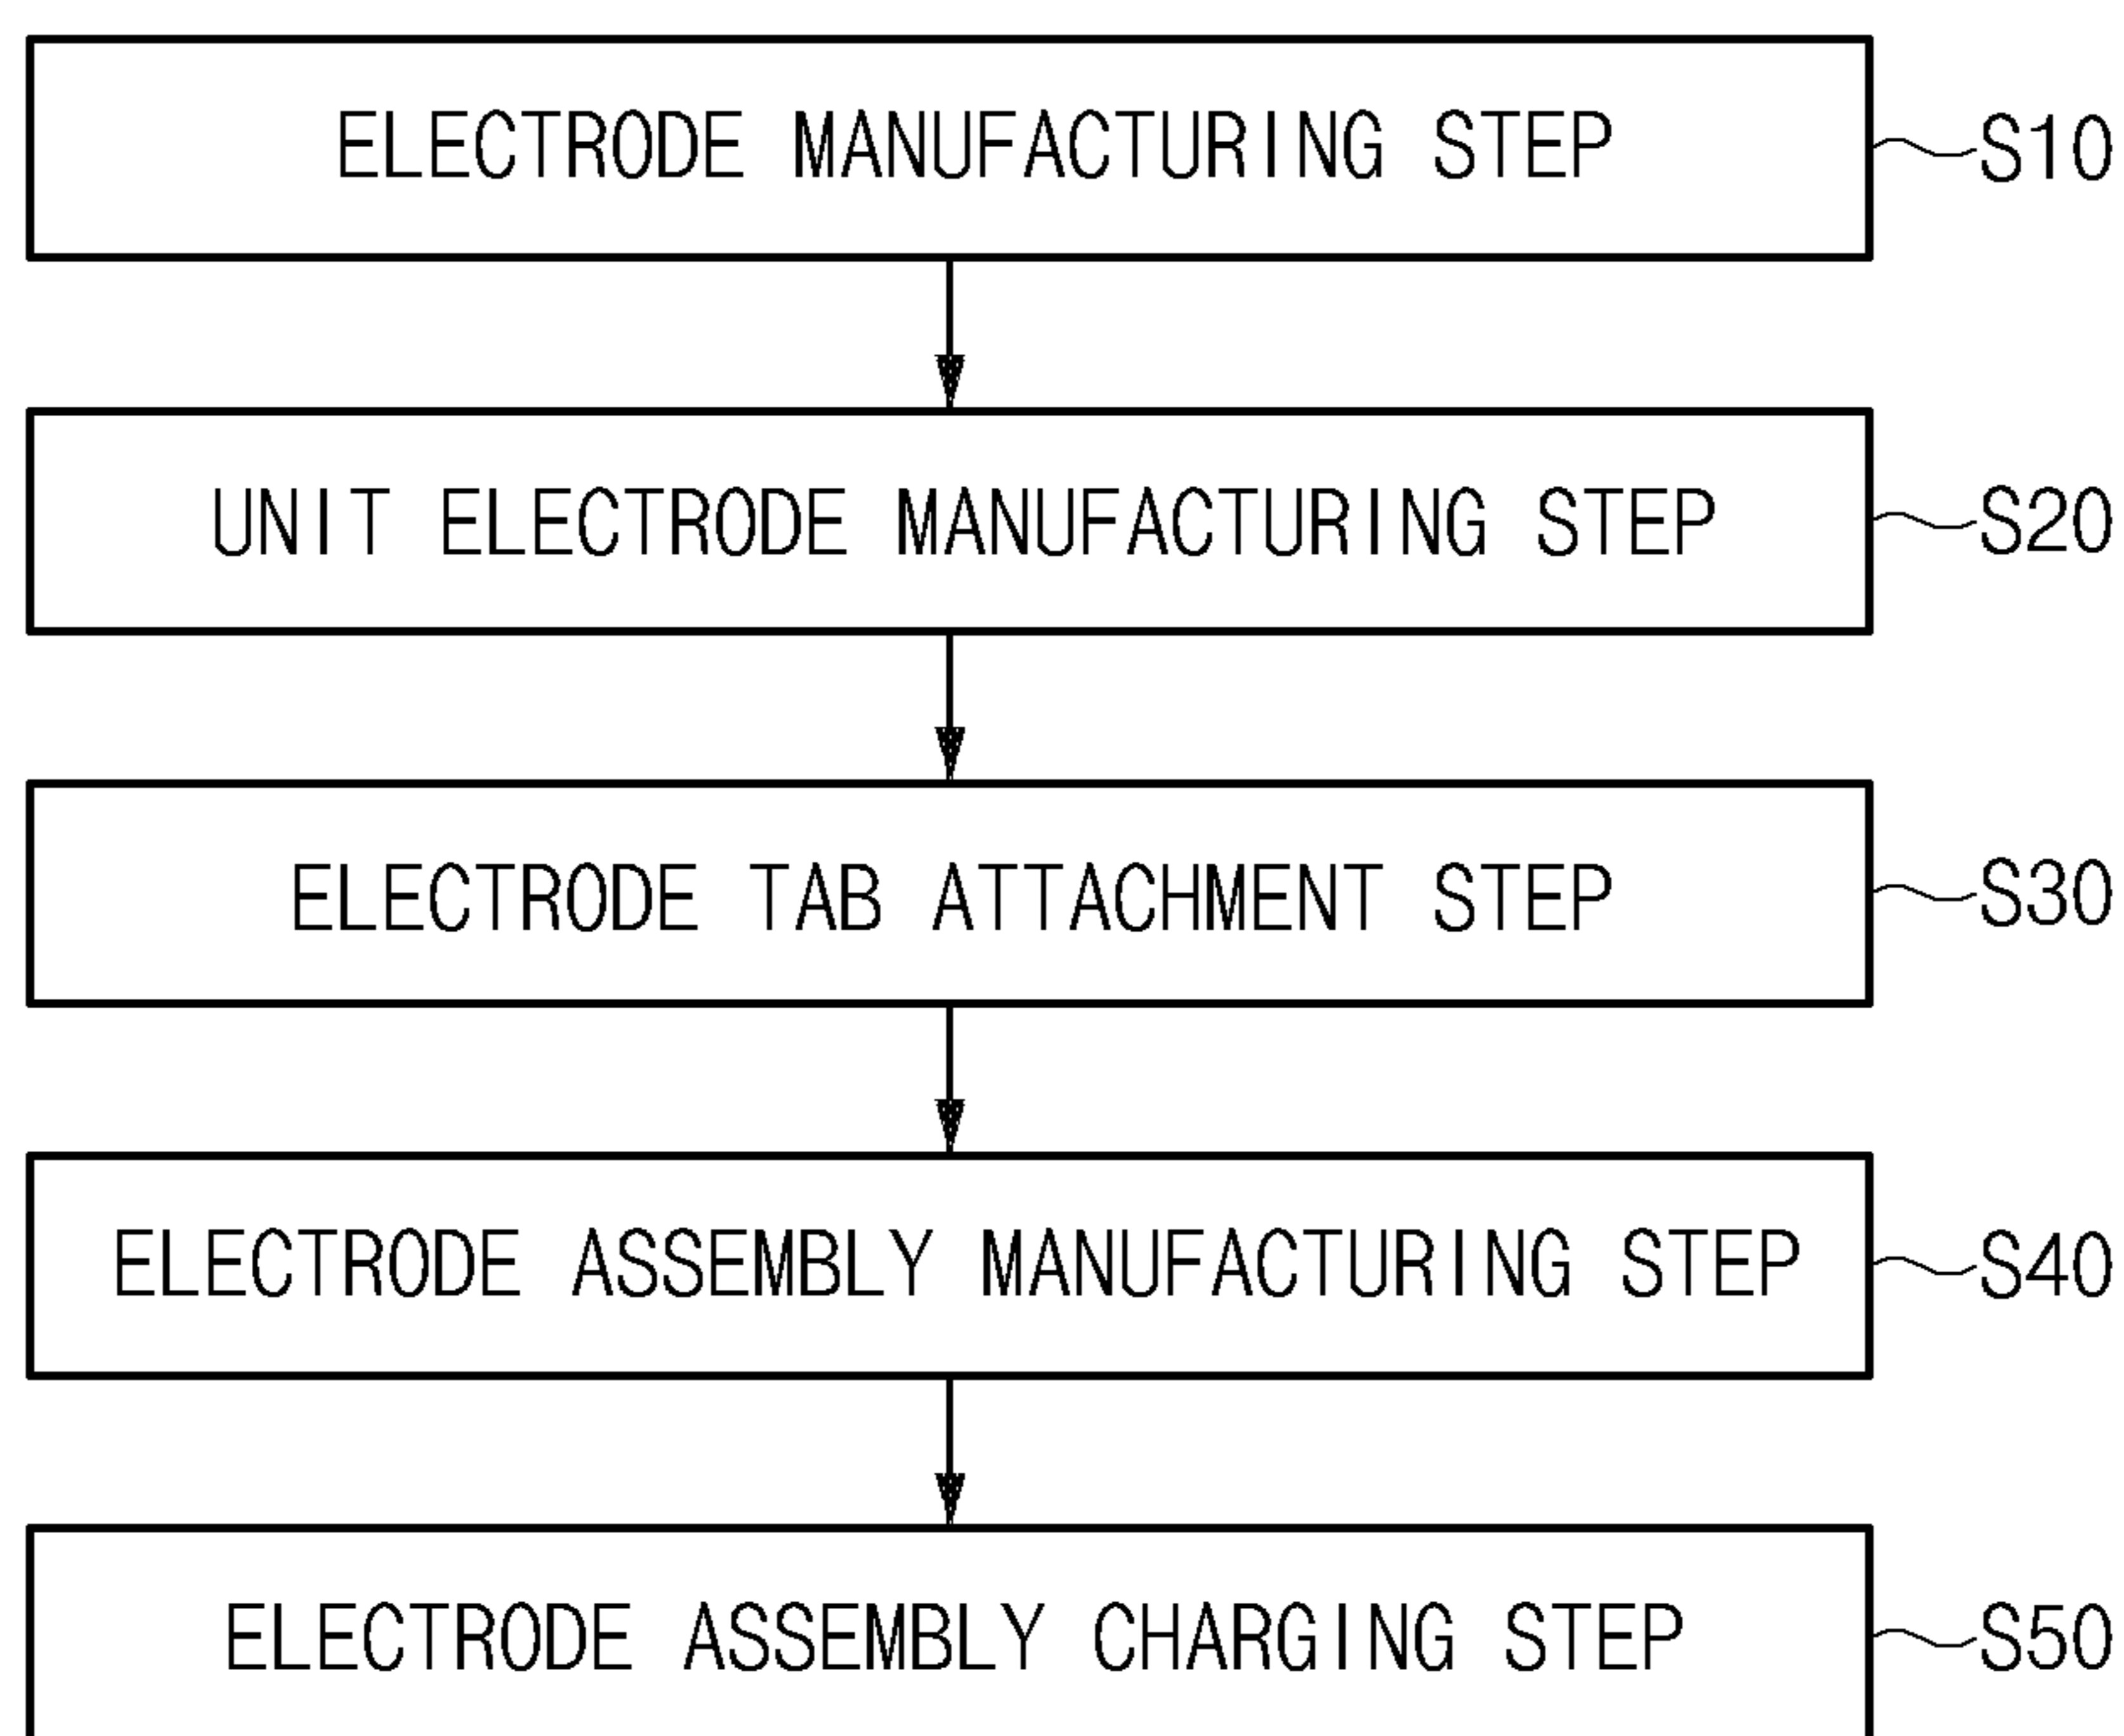 ELECTRODE MANUFACTURING STEP S10
UNIT ELECTRODE MANUFACTURING STEP S20
ELECTRODE TAB ATTACHMENT STEP S30
ELECTRODE ASSEMBLY MANUFACTURING STEP S40
ELECTRODE ASSEMBLY CHARGING STEP S50